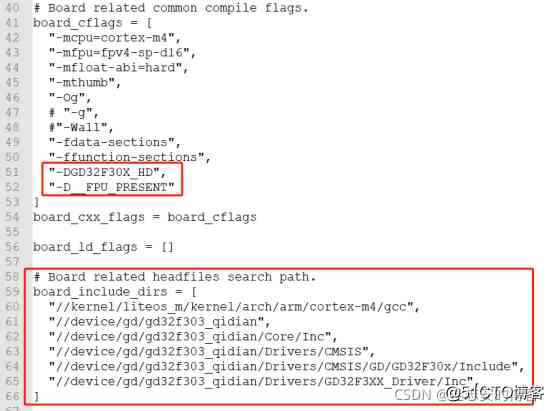 40 # Board related common compile flags.
41 board_cflags = [
42 "-mcpu=cortex-m4",
43 "-mfpu=fpv4-sp-d16",
44 "-mfloat-abi=hard",
45 "-mthumb",
46 "-Og",
47 # "-g",
48 #"-Wall",
49 "-fdata-sections",
50 "-ffunction-sections",
51 "-DGD32F30X_HD",
52 "-D__FPU_PRESENT"
53 ]
54 board_cxx_flags = board_cflags
55
56 board_ld_flags = []
57
58 # Board related headfiles search path.
59 board_include_dirs = [
60 "//kernel/liteos_m/kernel/arch/arm/cortex-m4/gcc",
61 "//device/gd/gd32f303_qidian",
62 "//device/gd/gd32f303_qidian/Core/Inc",
63 "//device/gd/gd32f303_qidian/Drivers/CMSIS",
64 "//device/gd/gd32f303_qidian/Drivers/CMSIS/GD/GD32F30x/Include",
65 "//device/gd/gd32f303_qidian/Drivers/GD32F3XX_Driver/Inc",
66 ]
CSDN @51CTO博客